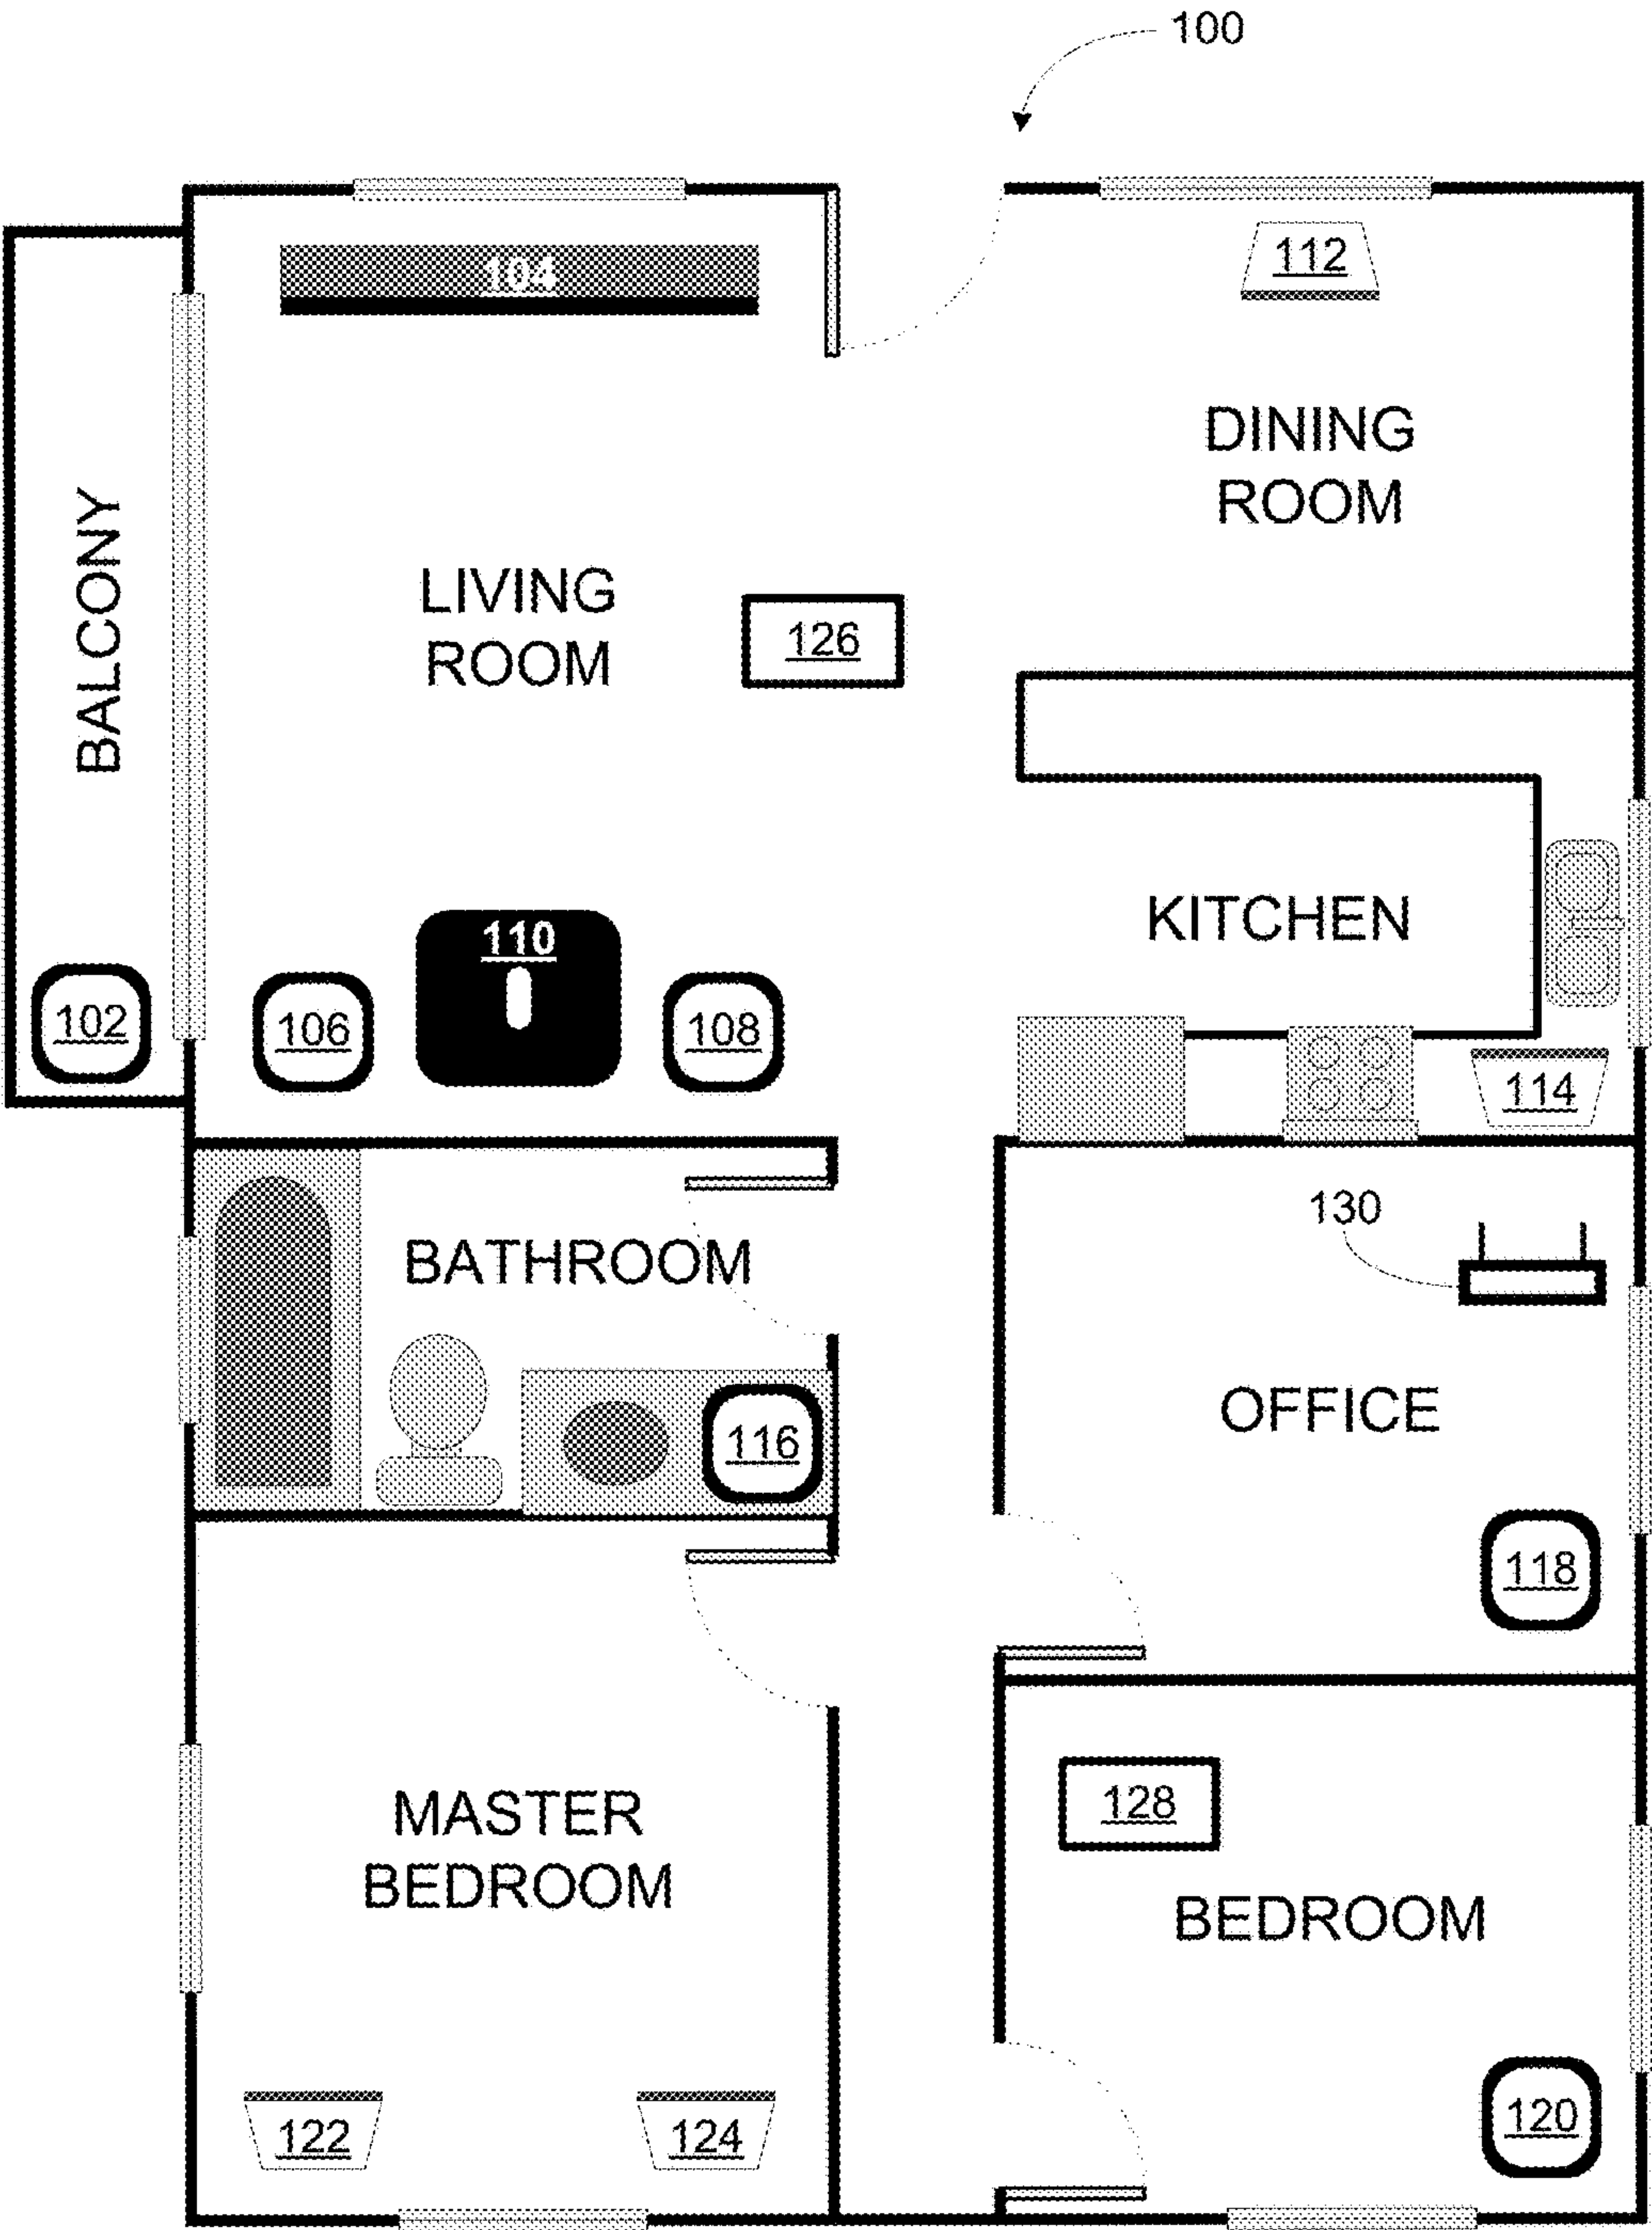 100
104
112
DINING
ROOM
BALCONY
LIVING
ROOM
126
KITCHEN
110
102
106
108
114
130
BATHROOM
OFFICE
116
118
MASTER
BEDROOM
128
BEDROOM
122
124
120